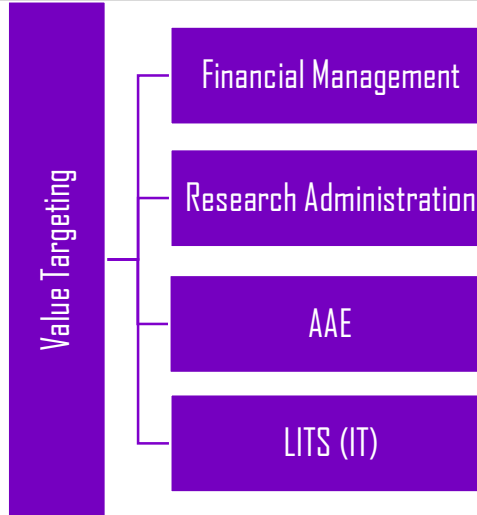 Value Targeting
Financial Management
Research Administration
AAE
LITS (IT)